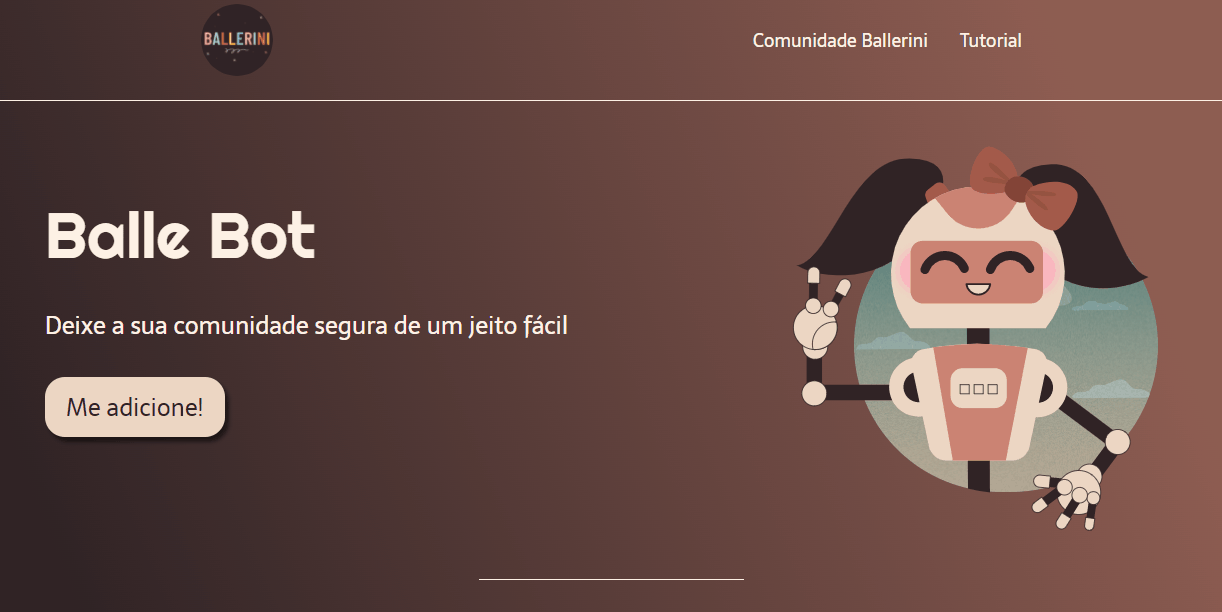 BALLERINI
Comunidade Ballerini
Tutorial
Balle Bot
Deixe a sua comunidade segura de um jeito fácil
Me adicione!